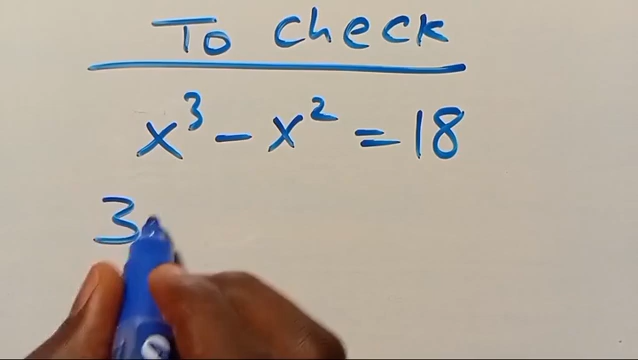 To check
x³ - x² = 18
3